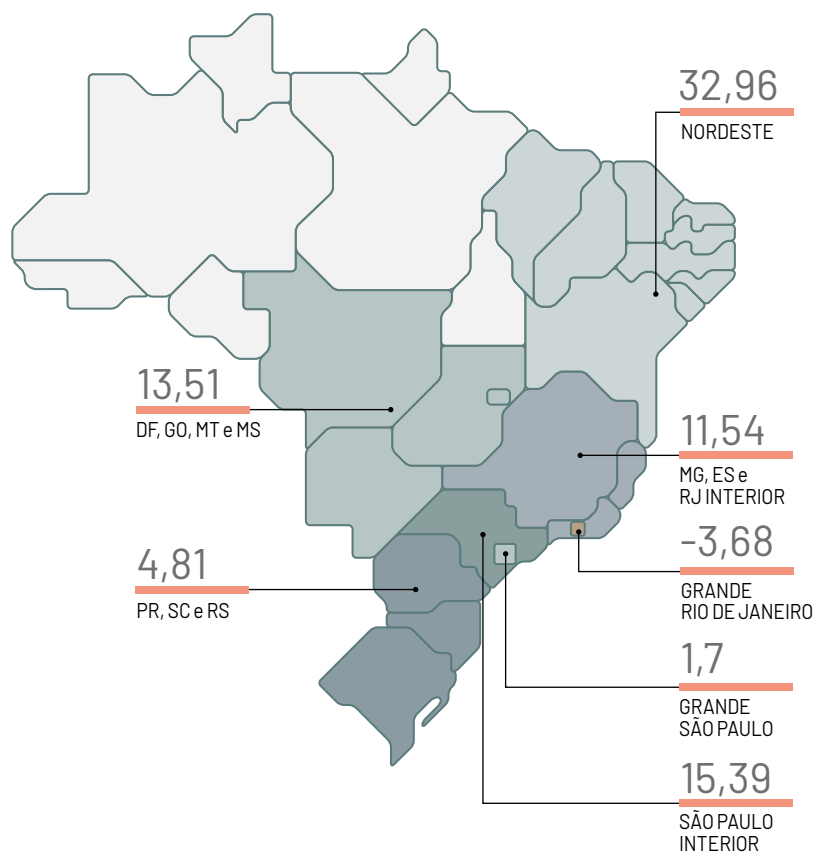 32,96
NORDESTE
13,51
DF, GO, MT e MS
11,54
MG, ES e
RJ INTERIOR
-3,68
GRANDE
RIO DE JANEIRO
4,81
PR, SC e RS
1,7
GRANDE
SÃO PAULO
15,39
SÃO PAULO
INTERIOR